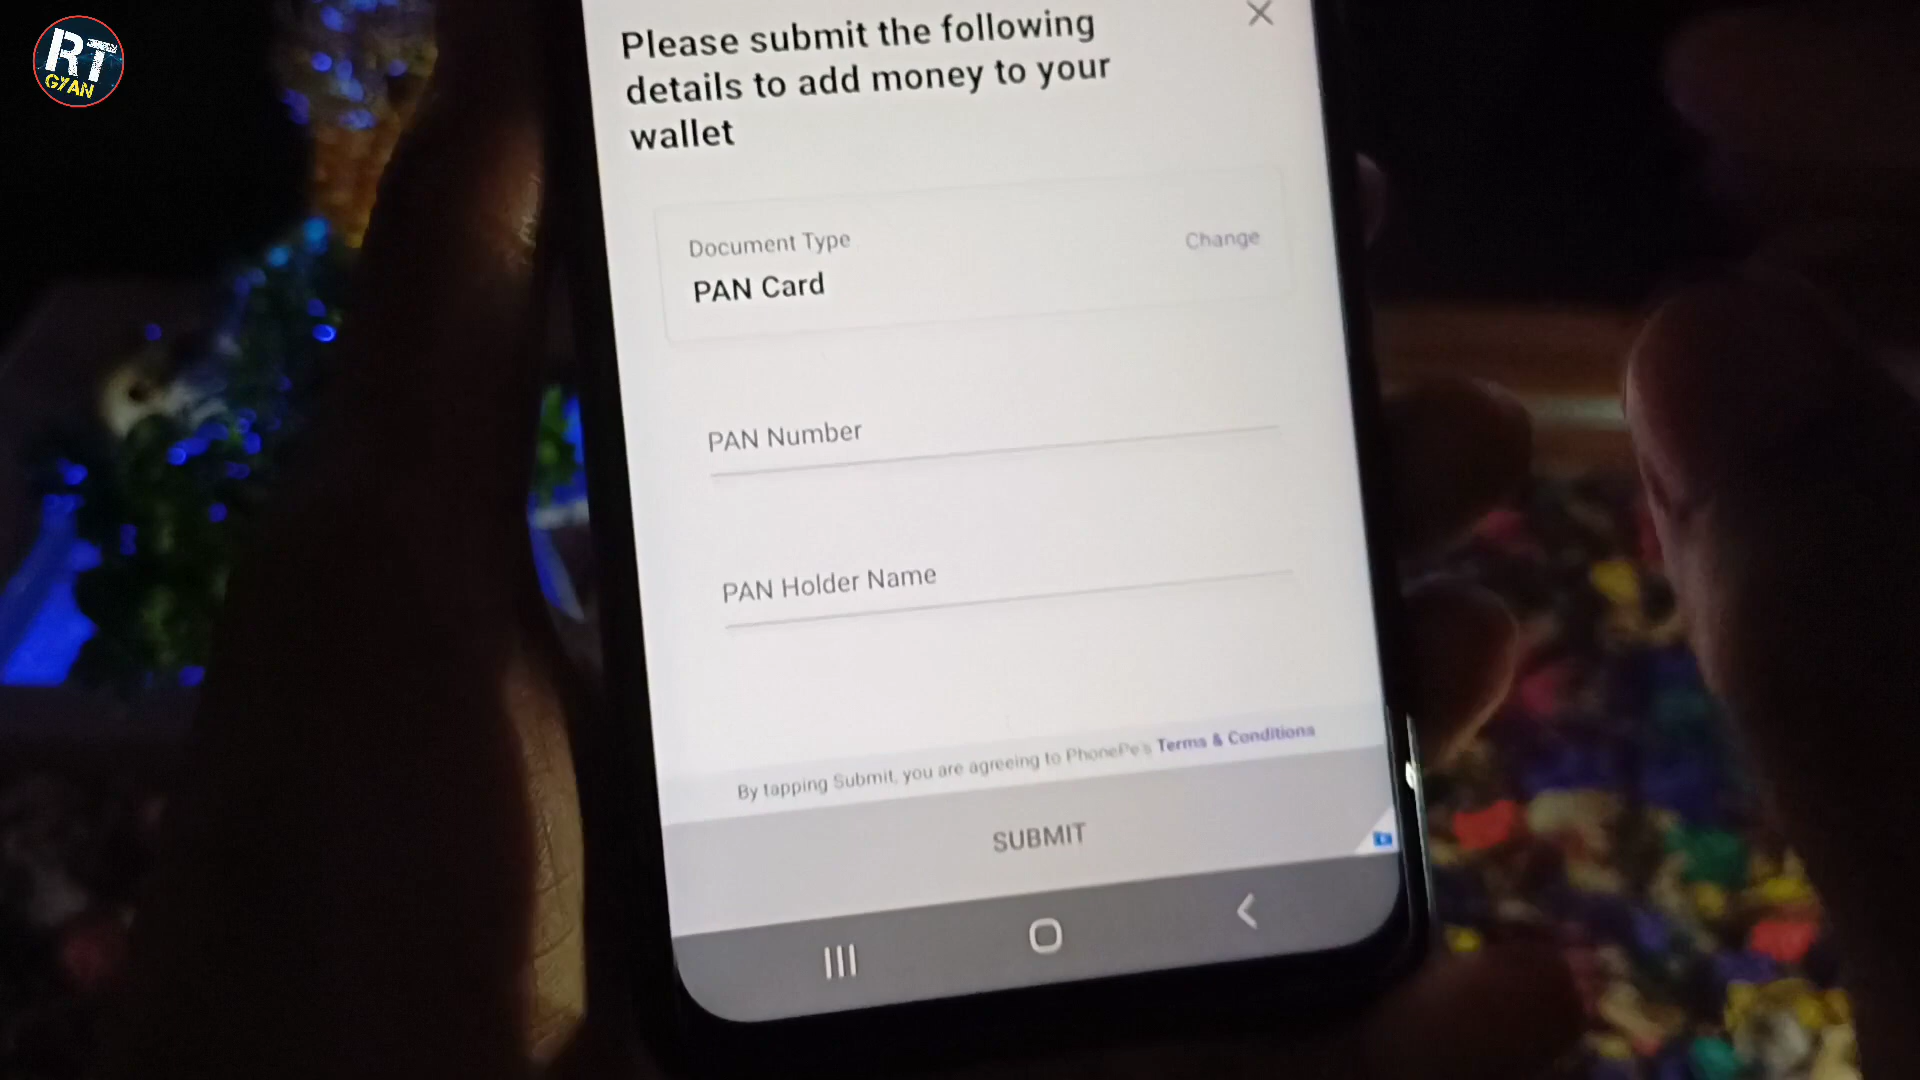 RT
GYAN
Please submit the following
details to add money to your
wallet
Document Type
Change
PAN Card
PAN Number
PAN Holder Name
By tapping Submit, you are agreeing to PhonePe's Terms & Conditions
SUBMIT